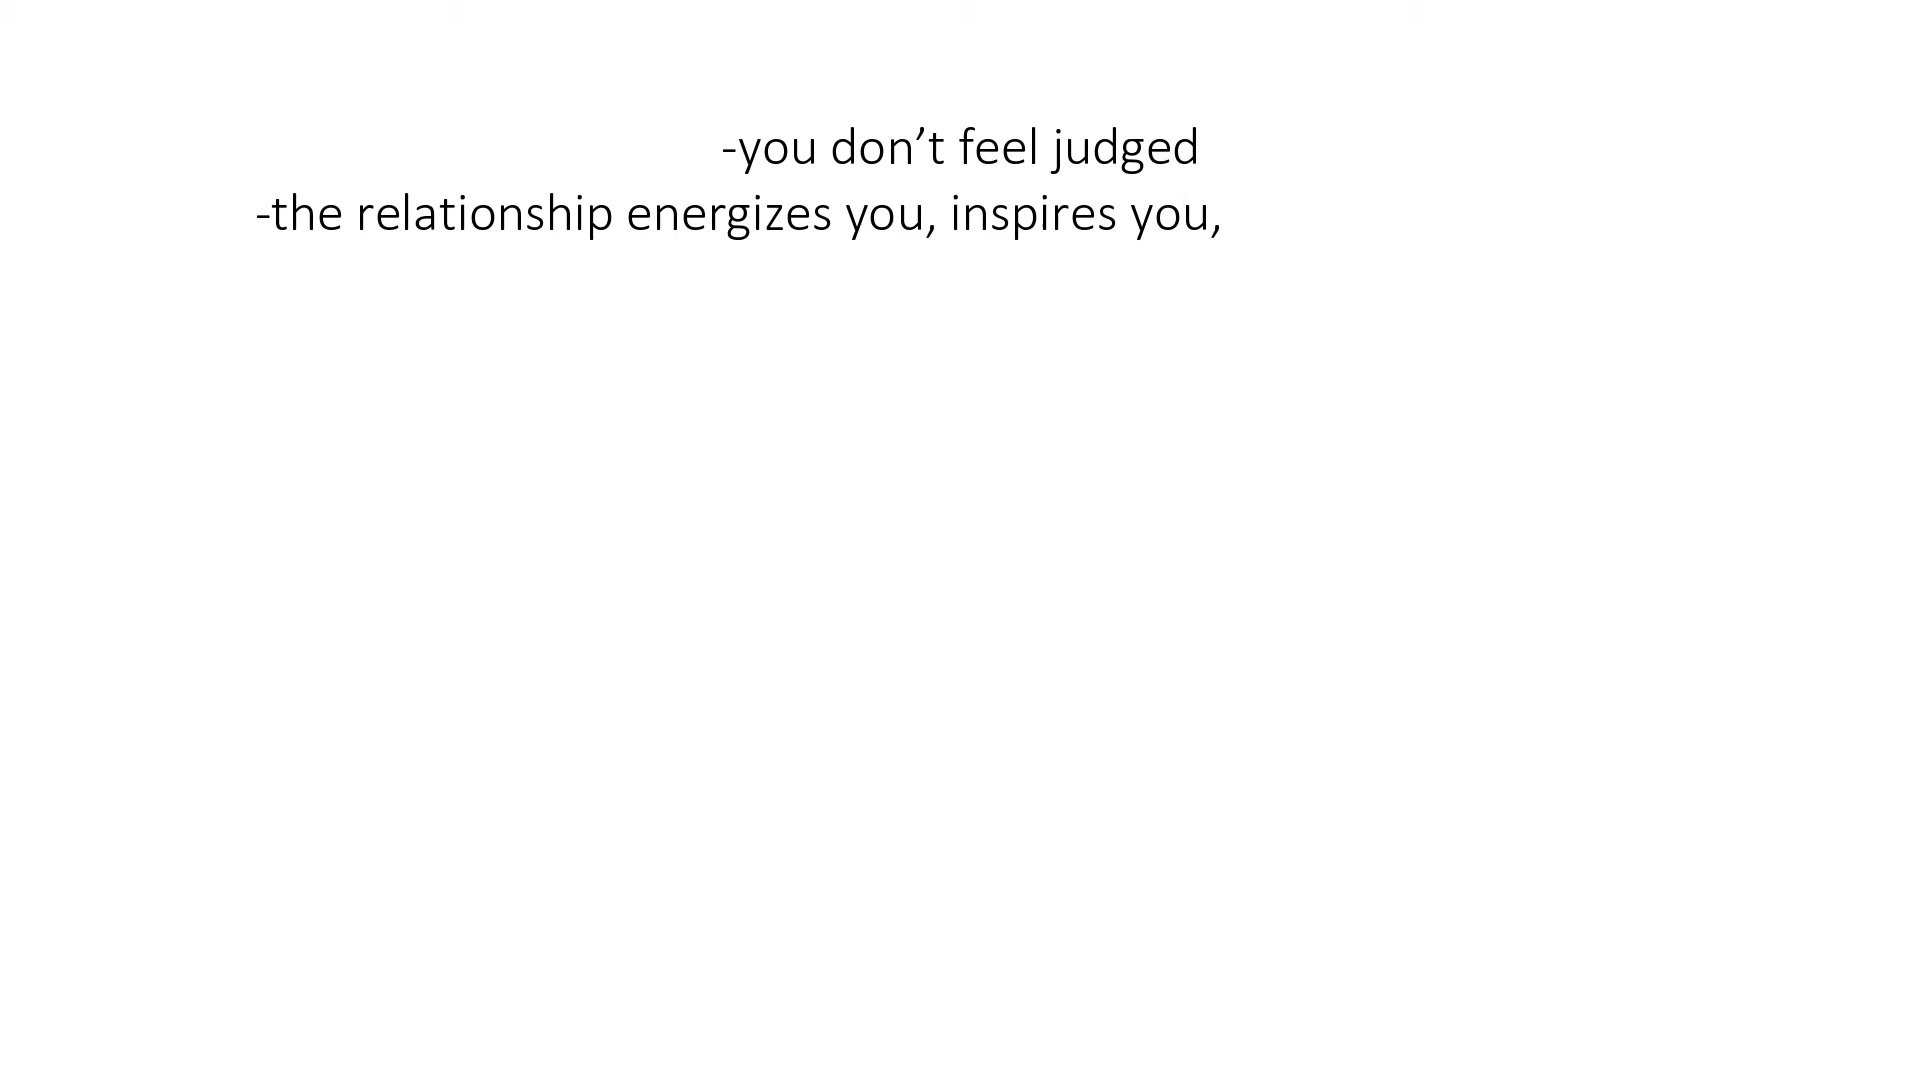 -you don’t feel judged
-the relationship energizes you, inspires you,